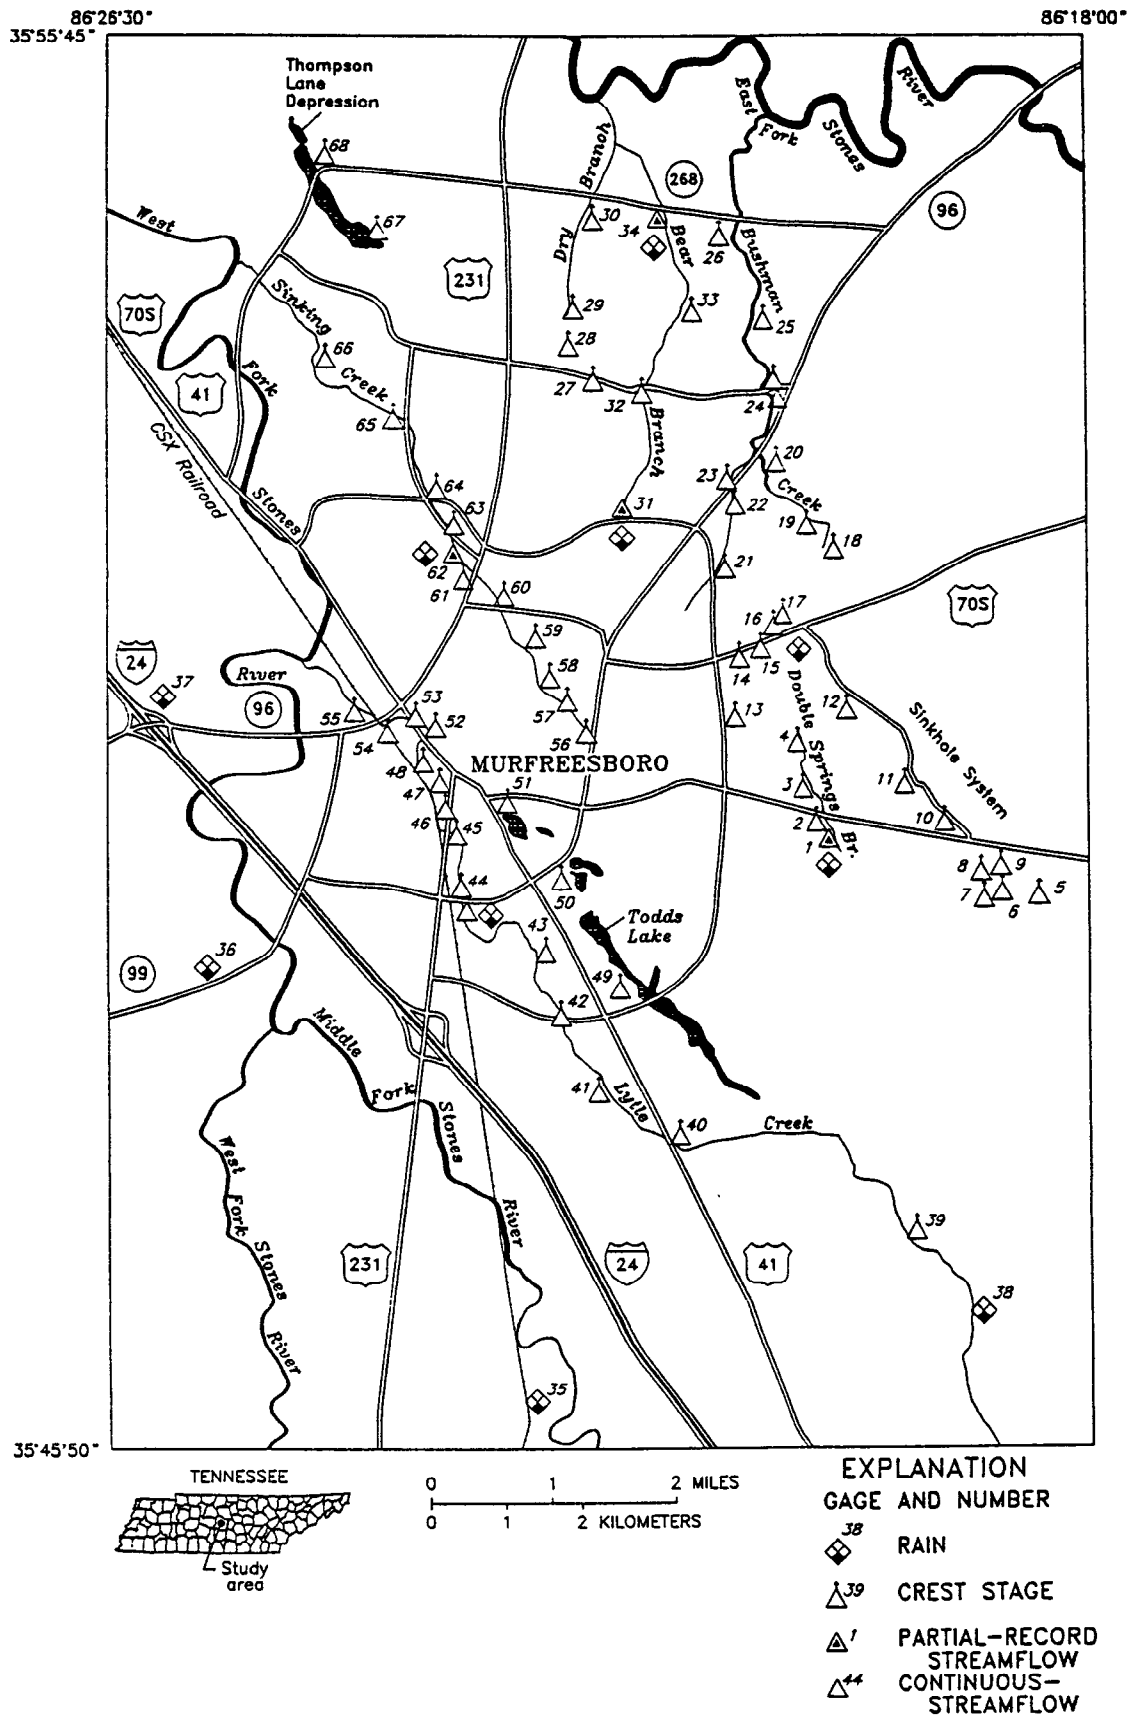 86°26'30"
86°18'00"
35°55'45"
Thompson
Lane
Depression
68
67
West
Sinking
Creek
66
65
70S
41
Fork
CSX Railroad
Stones
231
Dry
Branch
30
29
28
27
34
268
Bear
33
26
32
Branch
31
East
Fork
Stones
River
96
Bushman
25
24
20
Creek
23
22
19
18
21
70S
64
63
62
61
60
59
58
57
56
17
16
15
14
13
Double
Springs
Br.
12
11
10
Sinkhole System
4
3
2
1
9
8
7
6
5
24
37
River
96
55
54
53
52
MURFREESBORO
51
48
47
46
45
44
50
43
49
42
Todds
Lake
36
99
Middle
Fork
Stones
River
41
Lytle
Creek
40
39
38
West
Fork
Stones
River
231
24
41
35
35°45'50"
TENNESSEE
Study
area
0 1 2 MILES
0 1 2 KILOMETERS
EXPLANATION
GAGE AND NUMBER
38 RAIN
39 CREST STAGE
1 PARTIAL-RECORD
STREAMFLOW
44 CONTINUOUS-
STREAMFLOW